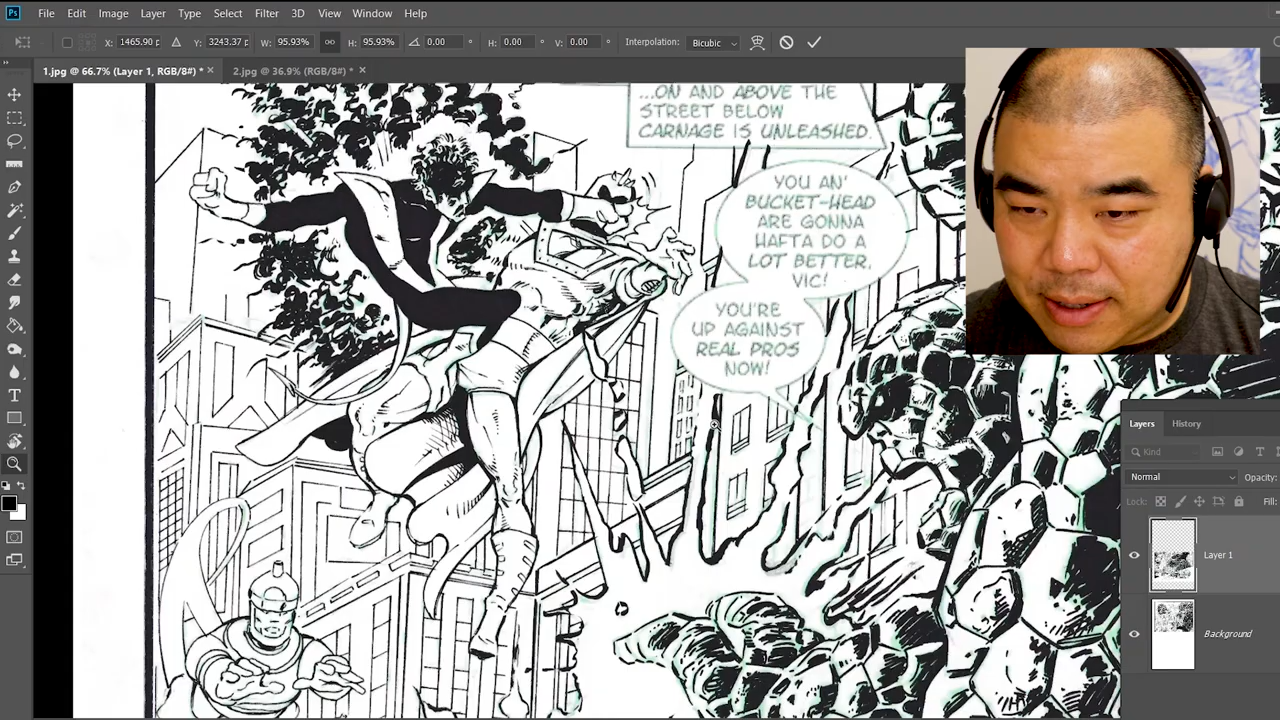 Ps File Edit Image Layer Type Select Filter 3D View Window Help
X: 1465.90 p Y: 3243.37 p W: 95.93% H: 95.93% 0.00 ° H: 0.00 ° V: 0.00 ° Interpolation: Bicubic
1.jpg @ 66.7% (Layer 1, RGB/8#) * × 2.jpg @ 36.9% (RGB/8#) * ×
...ON AND ABOVE THE
STREET BELOW
CARNAGE IS UNLEASHED.
YOU AN'
BUCKET-HEAD
ARE GONNA
HAFTA DO A
LOT BETTER,
VIC!
YOU'RE
UP AGAINST
REAL PROS
NOW!
Layers History
Kind
Normal Opacity:
Lock: Fill:
Layer 1
Background